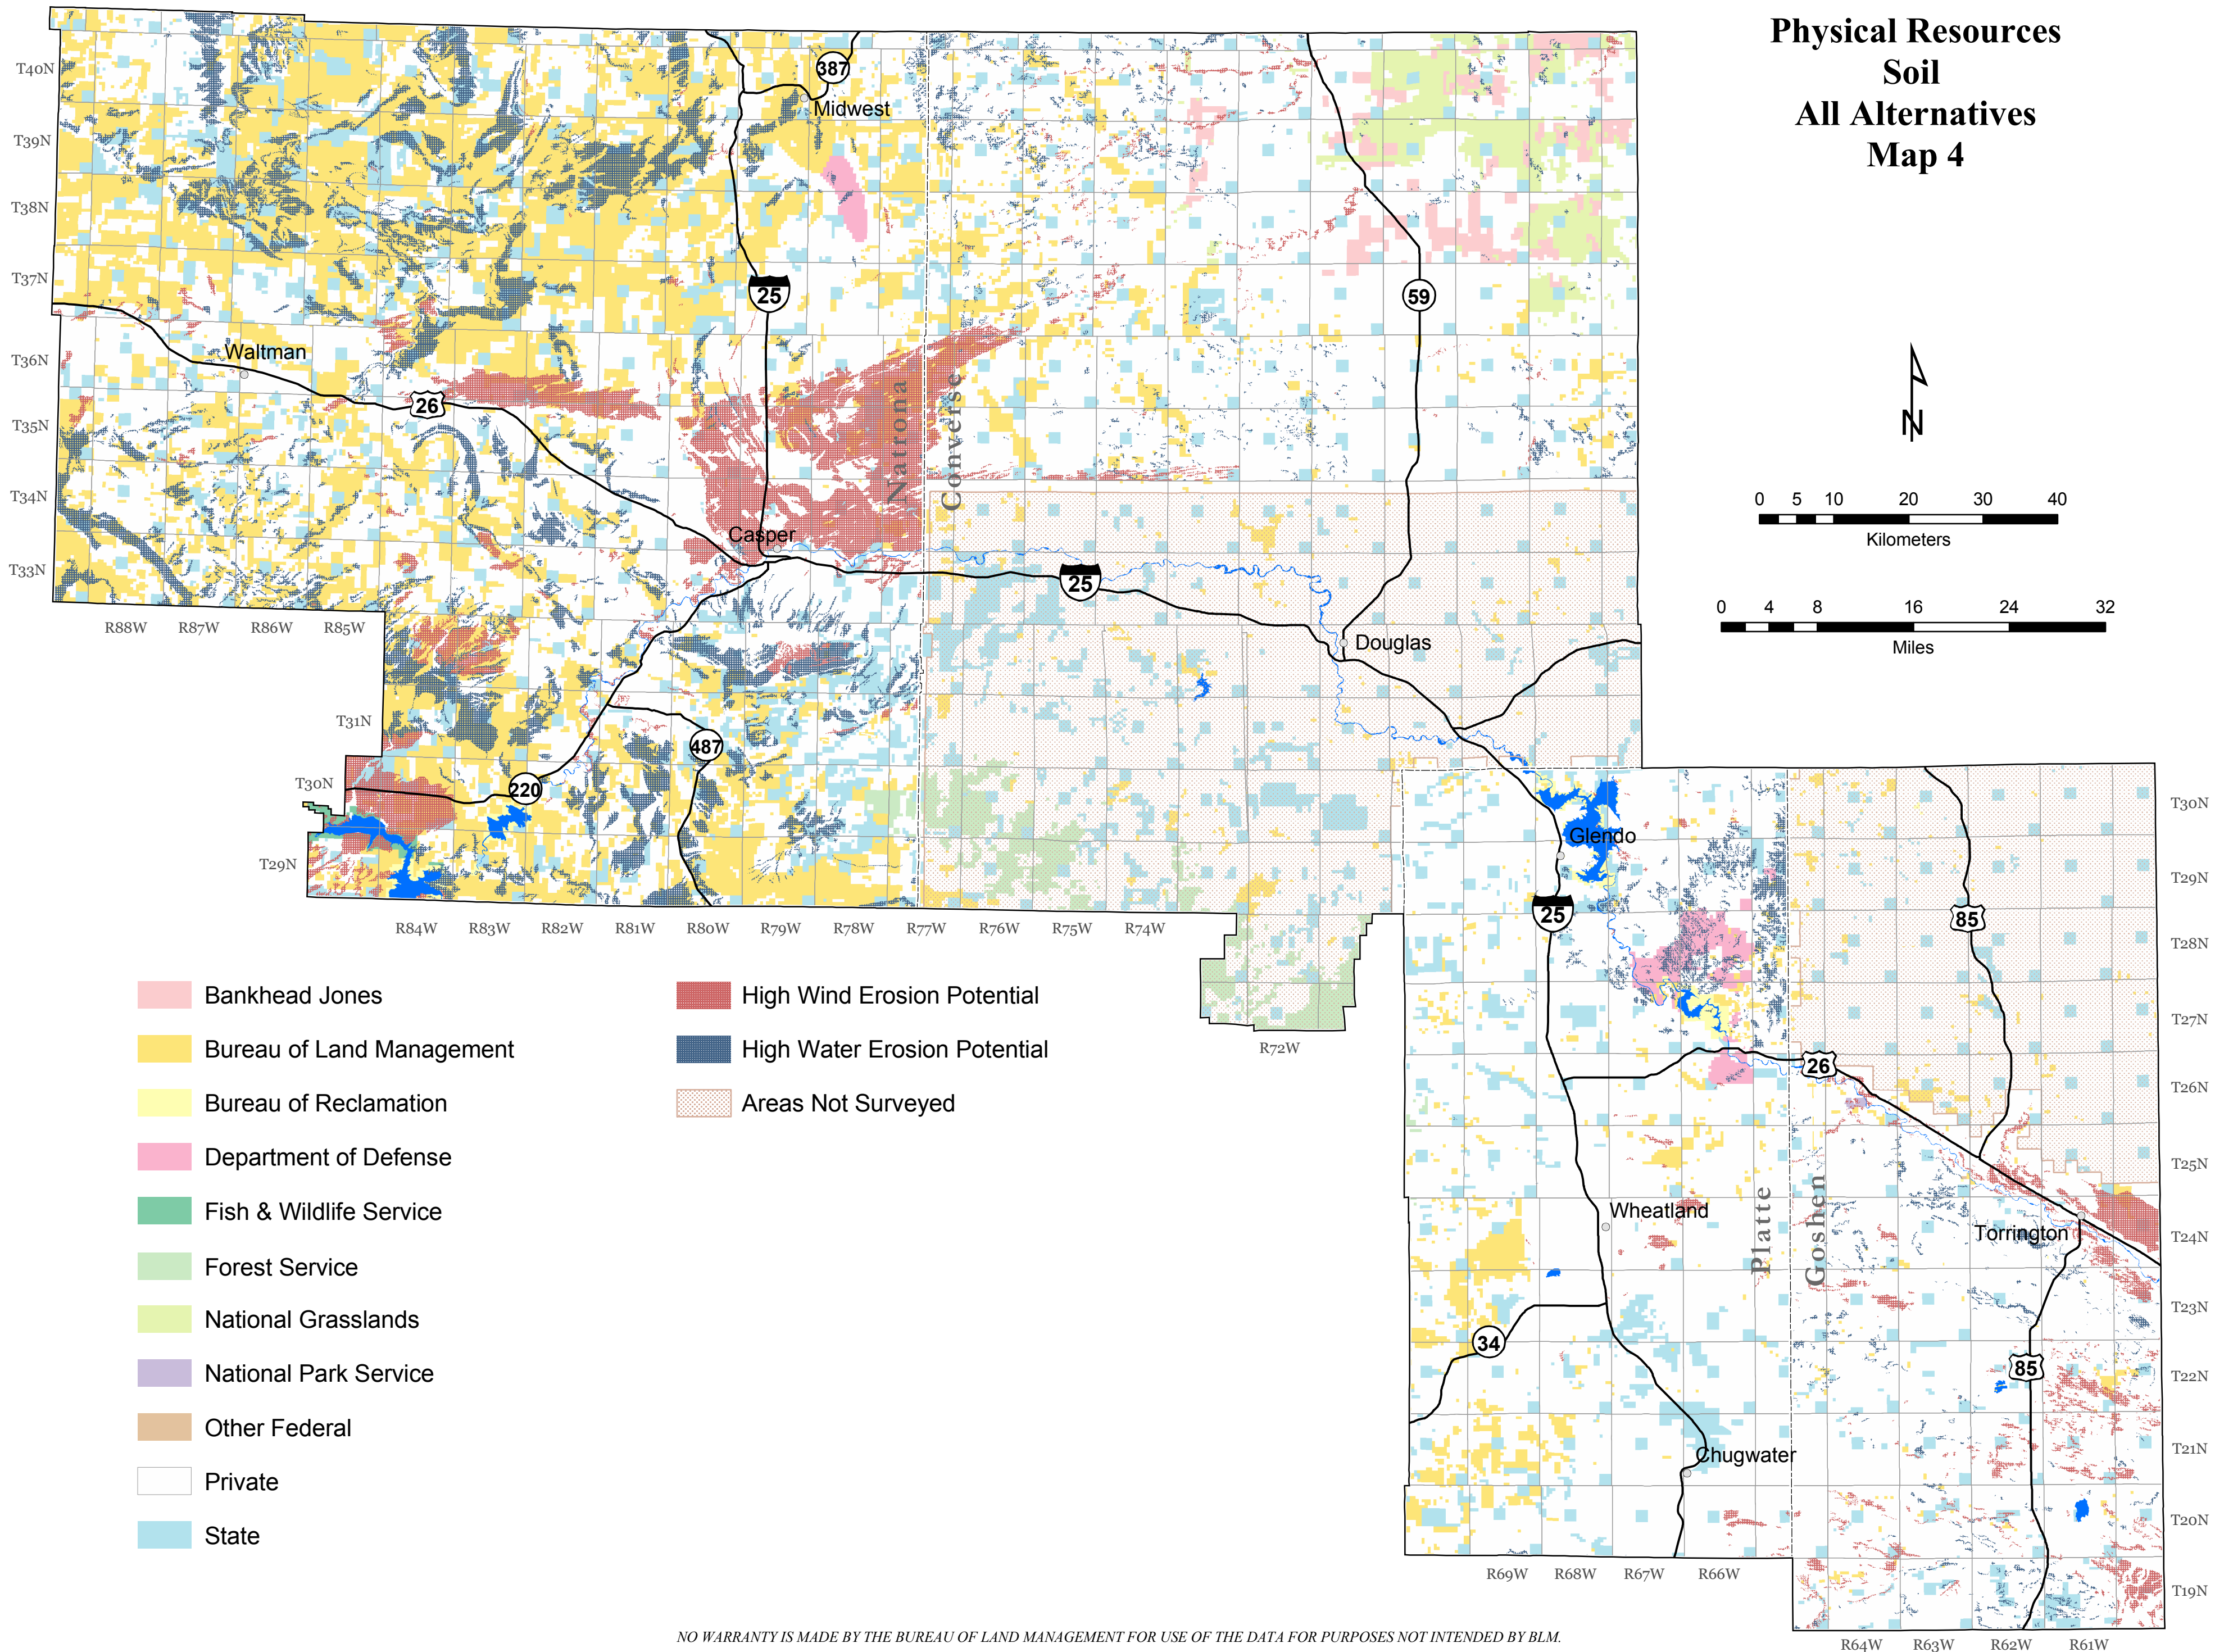 Physical Resources
Soil
All Alternatives
Map 4
T40N
T39N
T38N
T37N
T36N
T35N
T34N
T33N
R88W R87W R86W R85W
T31N
T30N
T29N
387
Midwest
25
59
Waltman
26
Natrona
Converse
Casper
25
Douglas
487
220
N
0 5 10 20 30 40
Kilometers
0 4 8 16 24 32
Miles
R84W R83W R82W R81W R80W R79W R78W R77W R76W R75W R74W
R72W
Glendo
25
85
26
Wheatland
Platte
Goshen
Torrington
34
85
Chugwater
T30N
T29N
T28N
T27N
T26N
T25N
T24N
T23N
T22N
T21N
T20N
T19N
R69W R68W R67W R66W
R64W R63W R62W R61W
Bankhead Jones
Bureau of Land Management
Bureau of Reclamation
Department of Defense
Fish & Wildlife Service
Forest Service
National Grasslands
National Park Service
Other Federal
Private
State
High Wind Erosion Potential
High Water Erosion Potential
Areas Not Surveyed
NO WARRANTY IS MADE BY THE BUREAU OF LAND MANAGEMENT FOR USE OF THE DATA FOR PURPOSES NOT INTENDED BY BLM.